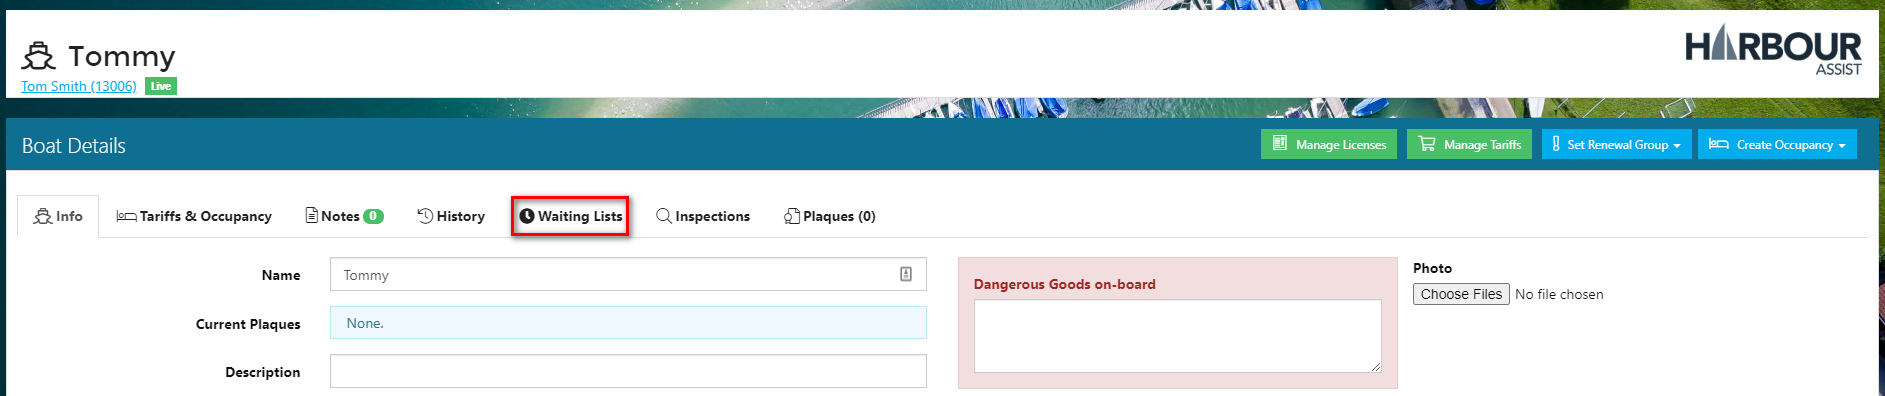 Tommy
Tom Smith (13006) Live
HARBOUR
ASSIST
Boat Details
Manage Licenses Manage Tariffs Set Renewal Group Create Occupancy
Info Tariffs & Occupancy Notes 0 History Waiting Lists Inspections Plaques (0)
Name Tommy
Dangerous Goods on-board
Photo
Choose Files No file chosen
Current Plaques None.
Description